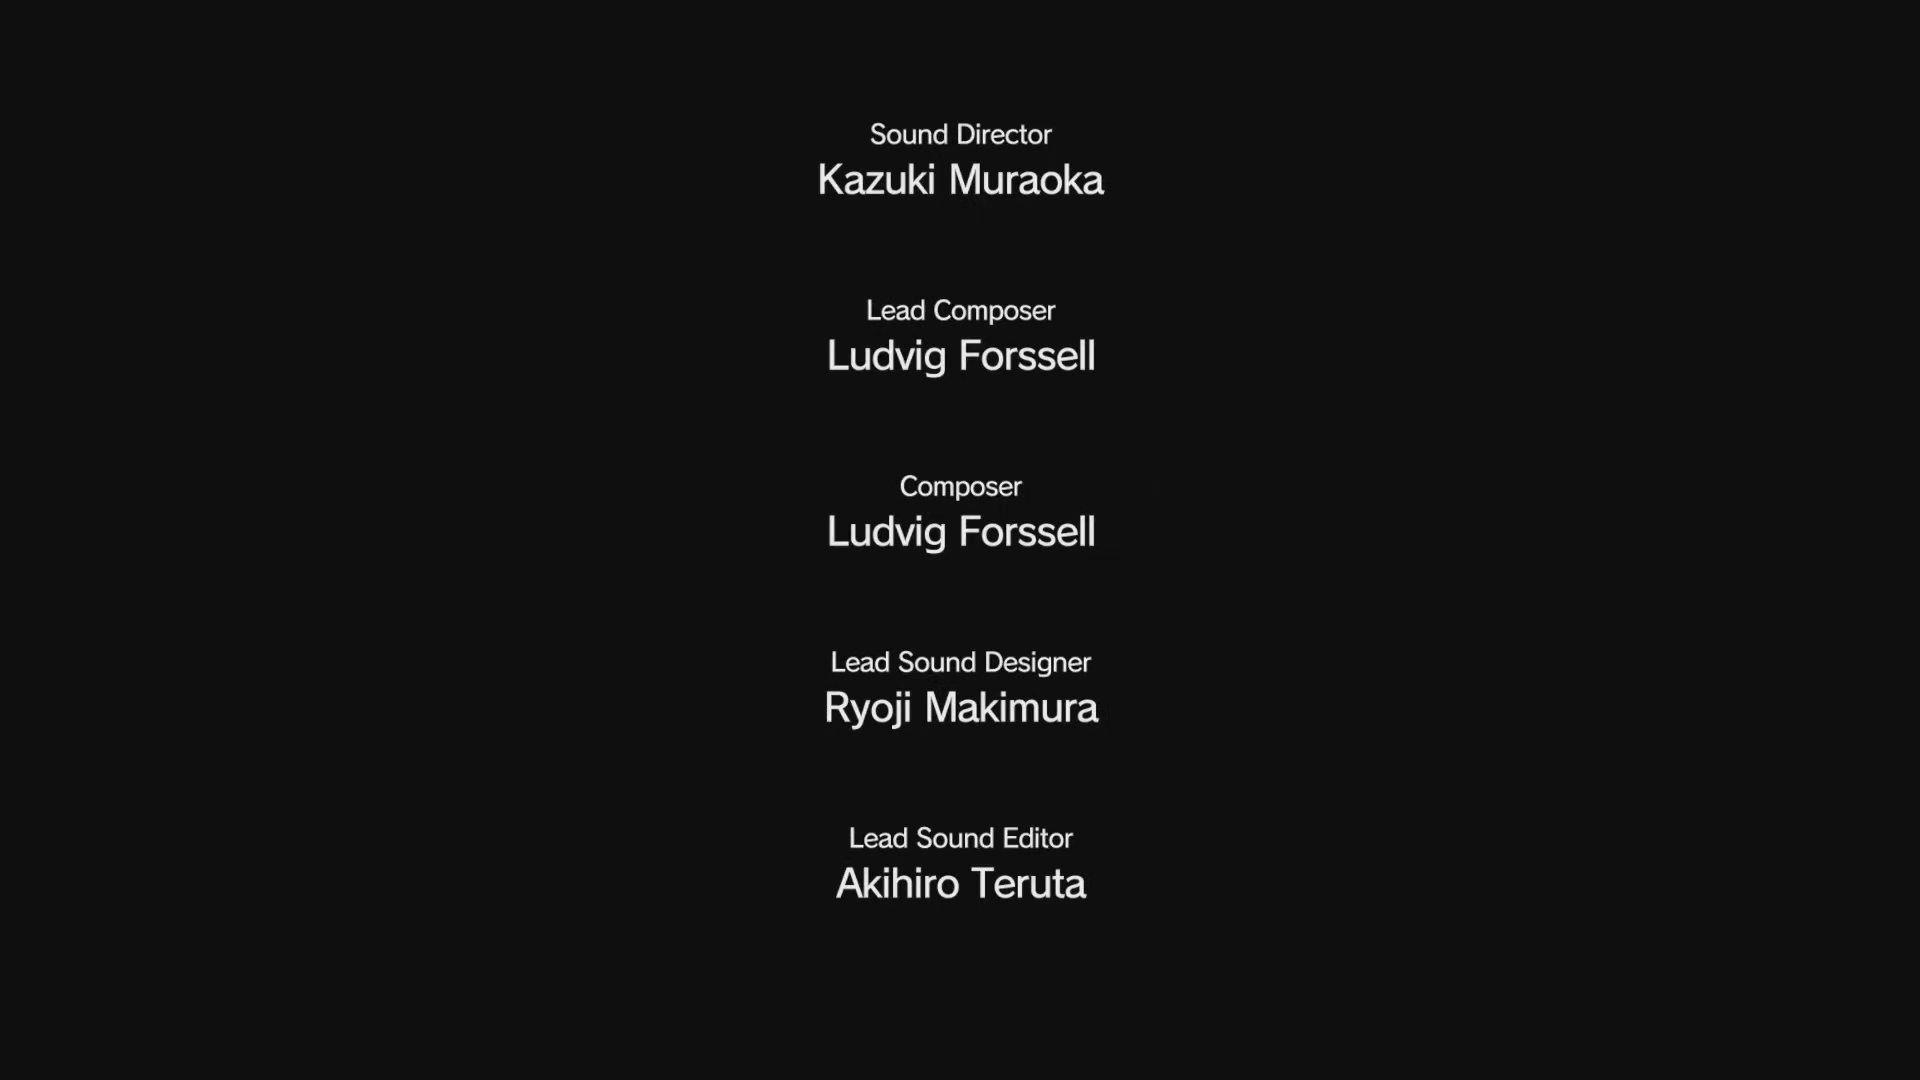 Sound Director
Kazuki Muraoka
Lead Composer
Ludvig Forssell
Composer
Ludvig Forssell
Lead Sound Designer
Ryoji Makimura
Lead Sound Editor
Akihiro Teruta